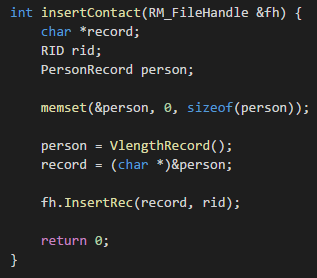 int insertContact(RM_FileHandle &fh) {
    char *record;
    RID rid;
    PersonRecord person;

    memset(&person, 0, sizeof(person));

    person = VlengthRecord();
    record = (char *)&person;

    fh.InsertRec(record, rid);

    return 0;
}